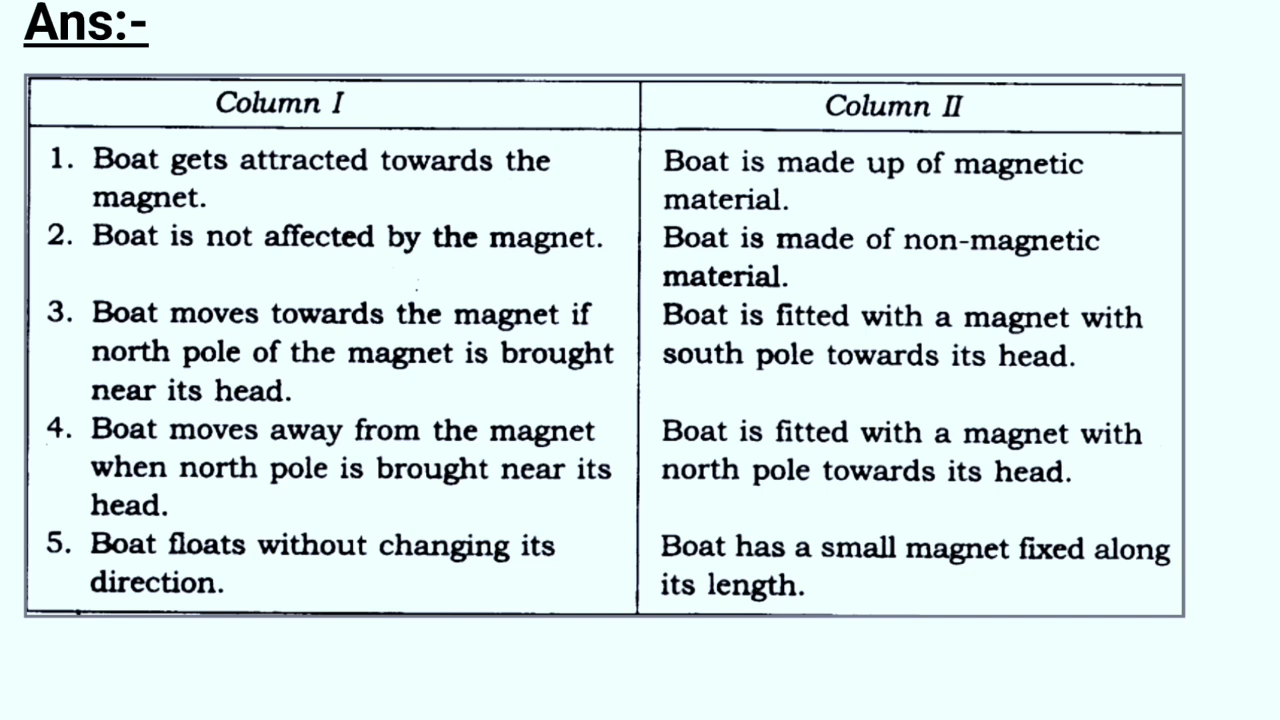 Ans:-
Column I
Column II
1. Boat gets attracted towards the
magnet.
Boat is made up of magnetic
material.
2. Boat is not affected by the magnet.
Boat is made of non-magnetic
material.
3. Boat moves towards the magnet if
north pole of the magnet is brought
near its head.
Boat is fitted with a magnet with
south pole towards its head.
4. Boat moves away from the magnet
when north pole is brought near its
head.
Boat is fitted with a magnet with
north pole towards its head.
5. Boat floats without changing its
direction.
Boat has a small magnet fixed along
its length.